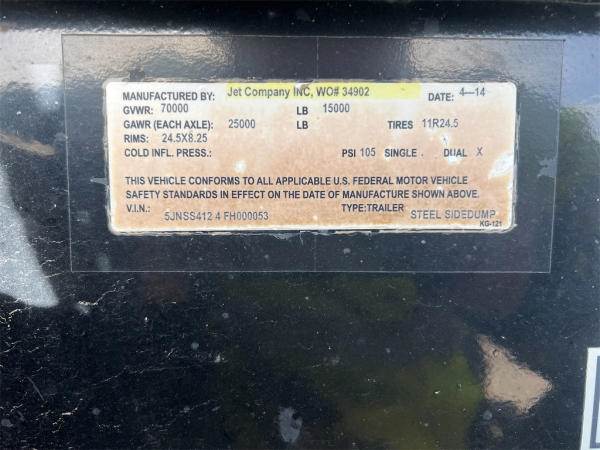 MANUFACTURED BY: Jet Company INC, WO# 34902 DATE: 4—14
GVWR: 70000 LB 15000
GAWR (EACH AXLE): 25000 LB TIRES 11R24.5
RIMS: 24.5X8.25
COLD INFL. PRESS.: PSI 105 SINGLE . DUAL X
THIS VEHICLE CONFORMS TO ALL APPLICABLE U.S. FEDERAL MOTOR VEHICLE
SAFETY STANDARDS IN EFFECT ON THE DATE OF MANUFACTURE SHOWN ABOVE.
V.I.N.: 5JNSS412 4 FH000053 TYPE:TRAILER STEEL SIDEDUMP
KG-121